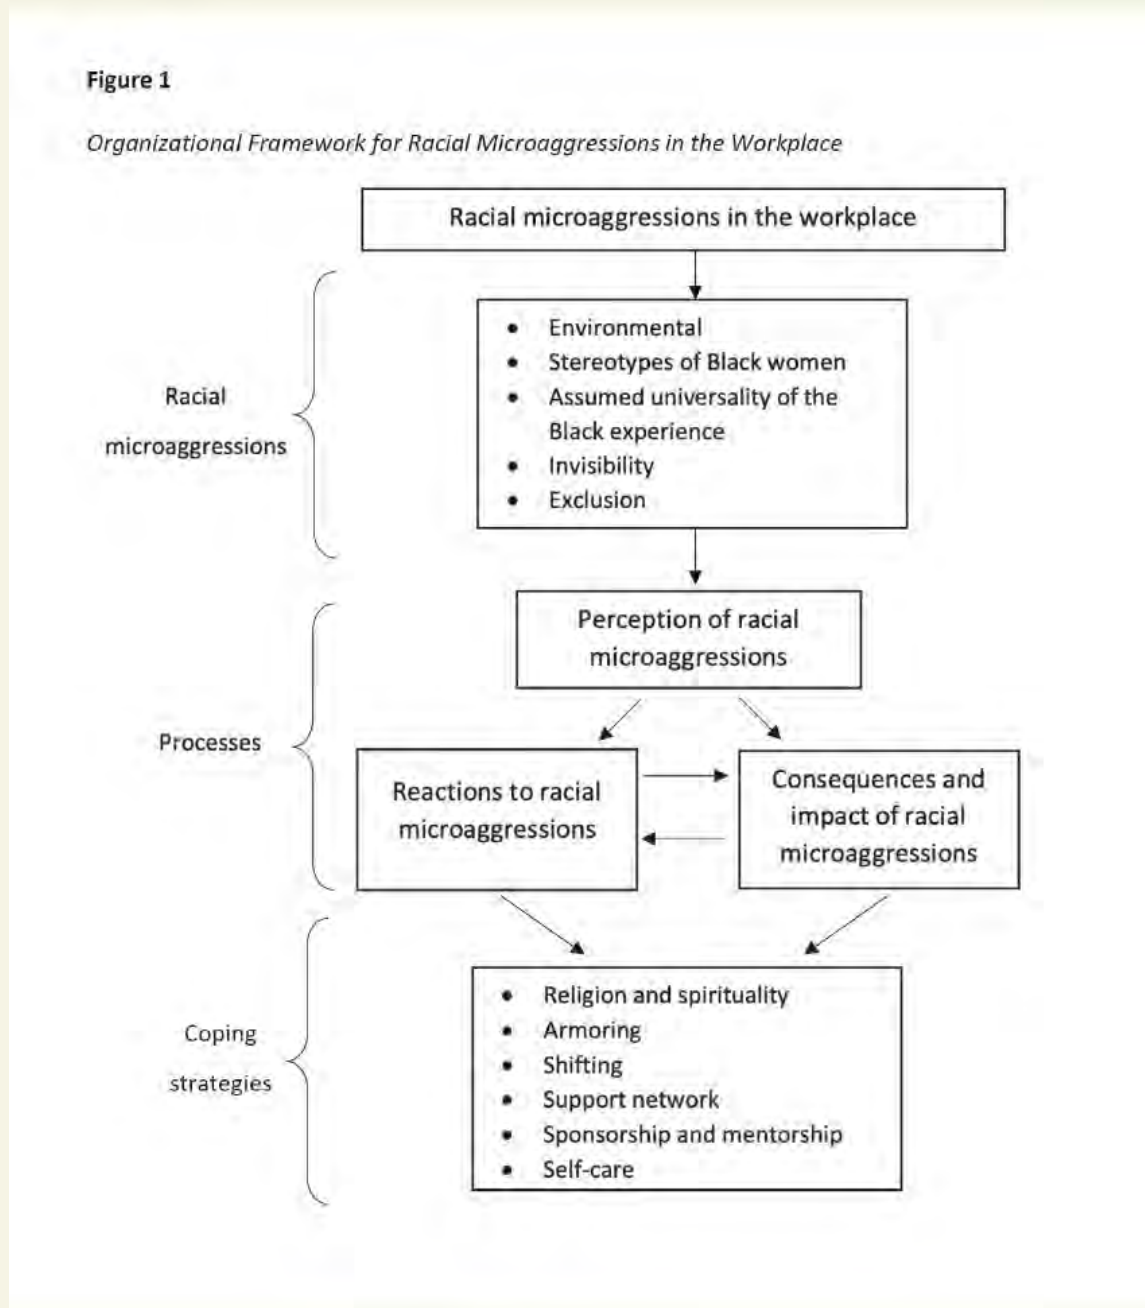 Figure 1
Organizational Framework for Racial Microaggressions in the Workplace
Racial microaggressions in the workplace
Racial
microaggressions
• Environmental
• Stereotypes of Black women
• Assumed universality of the
Black experience
• Invisibility
• Exclusion
Processes
Perception of racial
microaggressions
Reactions to racial
microaggressions
Consequences and
impact of racial
microaggressions
Coping
strategies
• Religion and spirituality
• Armoring
• Shifting
• Support network
• Sponsorship and mentorship
• Self-care